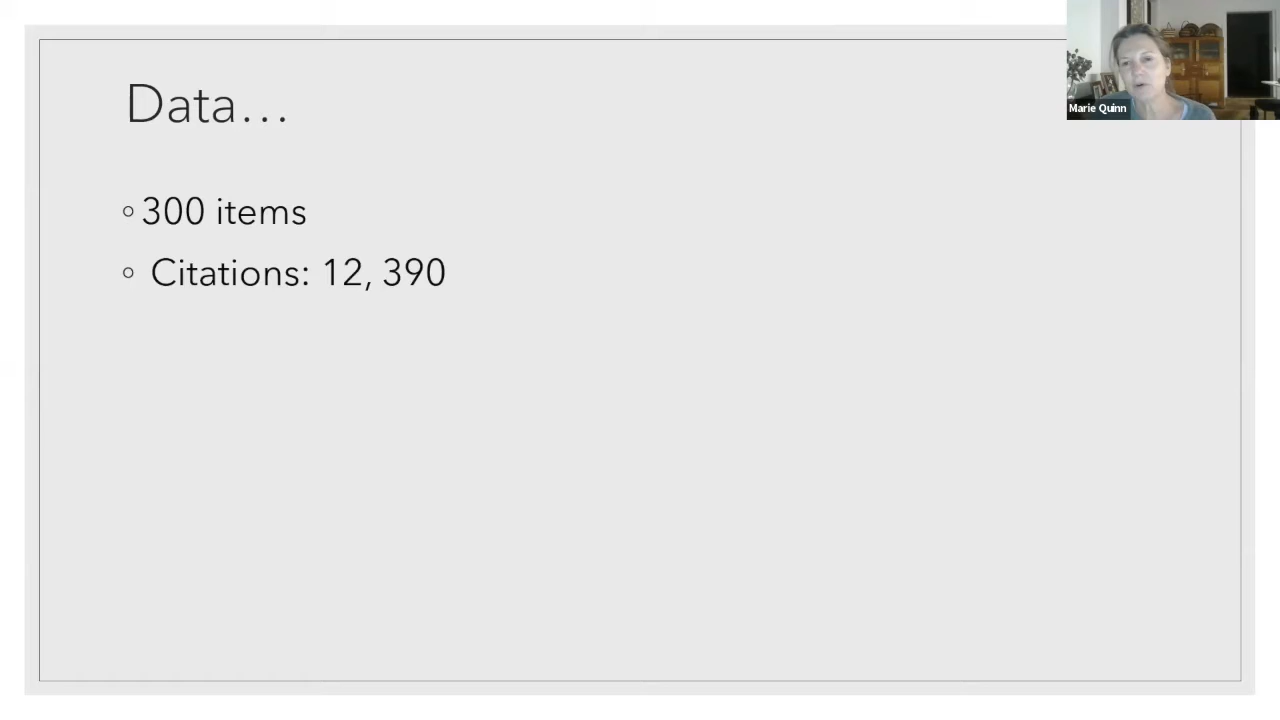 Data...
◦ 300 items
◦ Citations: 12, 390
Marie Quinn